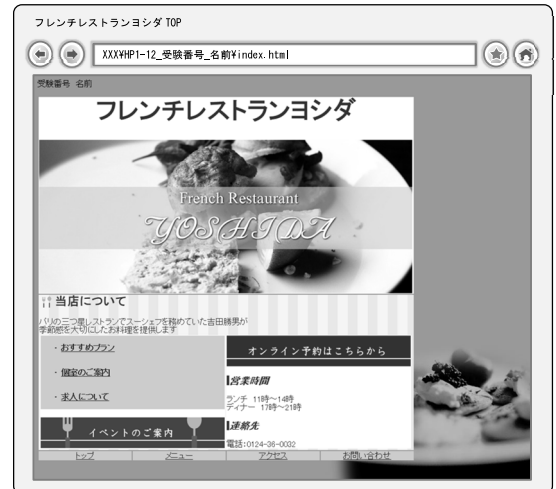 フレンチレストランヨシダ TOP
XXX¥HP1-12_受験番号_名前¥index.html
受験番号 名前
フレンチレストランヨシダ
French Restaurant
YOSHIDA
当店について
パリの三つ星レストランでスーシェフを務めていた吉田勝男が
季節感を大切にしたお料理を提供します
・おすすめプラン
・個室のご案内
・求人について
イベントのご案内
オンライン予約はこちらから
営業時間
ランチ 11時～14時
ディナー 17時～21時
連絡先
電話:0124-36-0032
トップ メニュー アクセス お問い合わせ